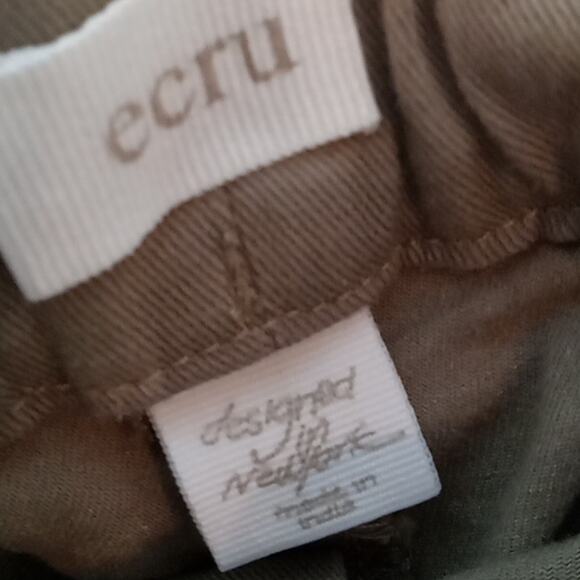 ecru
designed
in
New York
made in
India